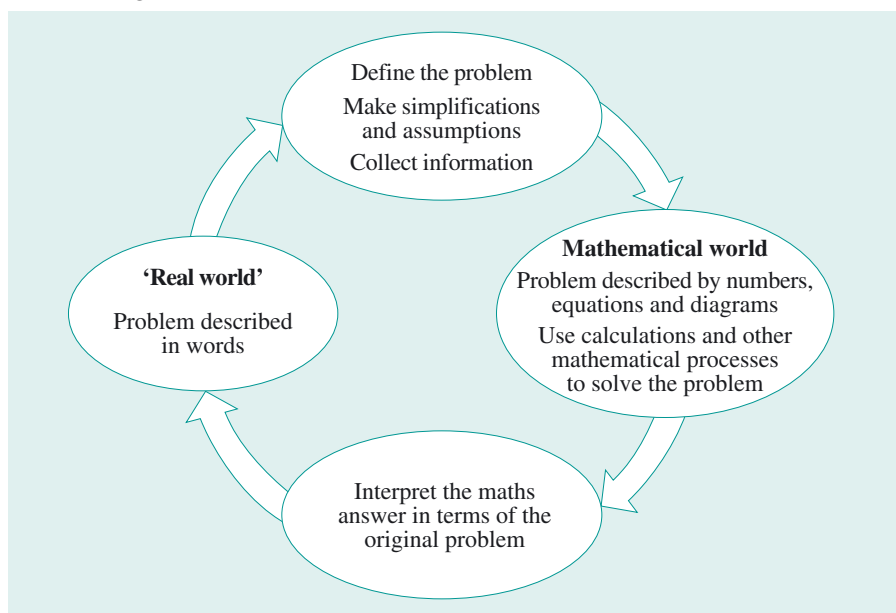 Define the problem
Make simplifications
and assumptions
Collect information
Mathematical world
Problem described by numbers,
equations and diagrams
Use calculations and other
mathematical processes
to solve the problem
Interpret the maths
answer in terms of the
original problem
‘Real world’
Problem described
in words